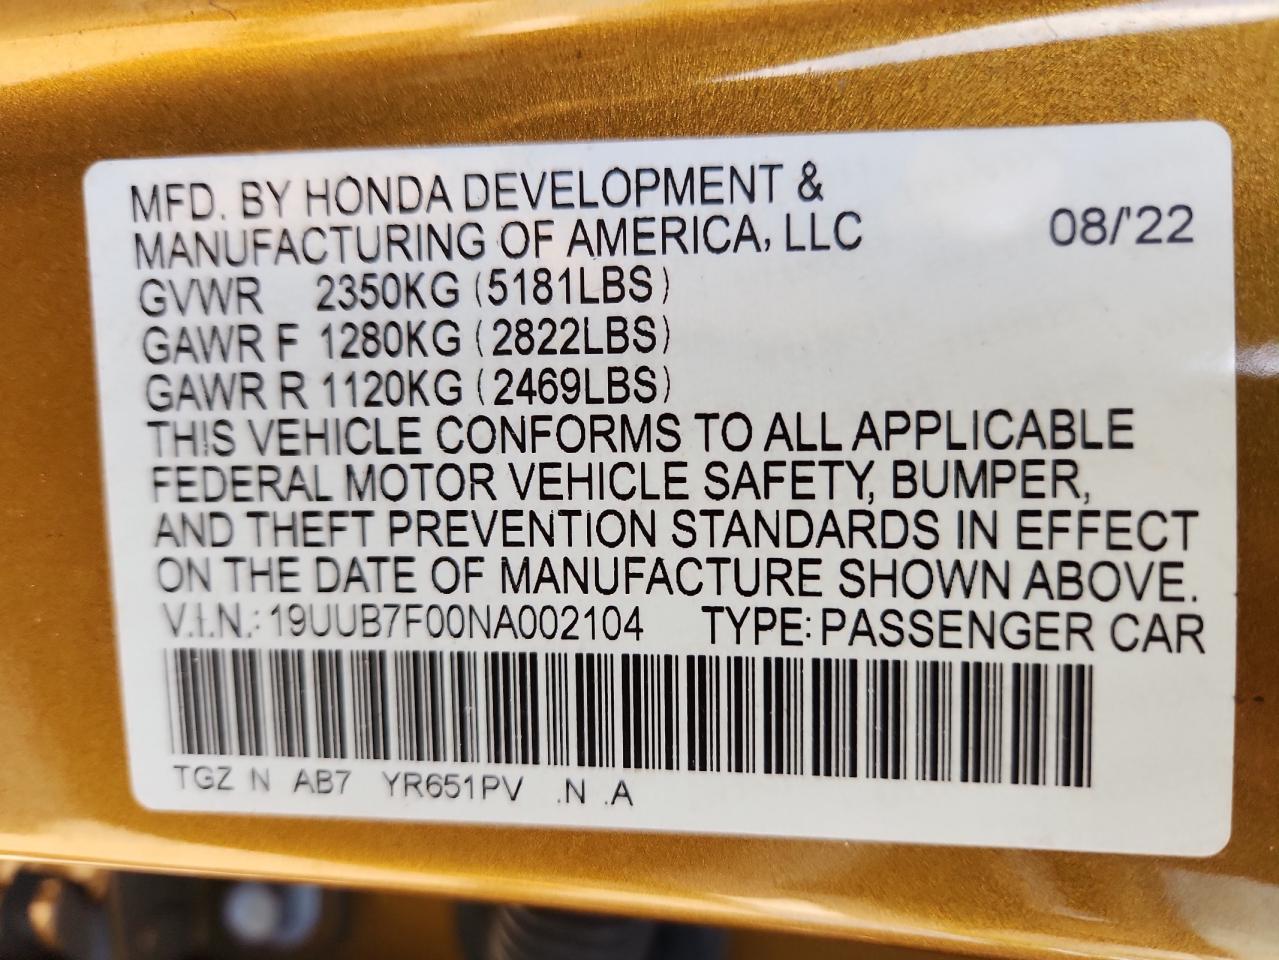 MFD. BY HONDA DEVELOPMENT &
MANUFACTURING OF AMERICA, LLC 08/'22
GVWR 2350KG (5181LBS)
GAWR F 1280KG (2822LBS)
GAWR R 1120KG (2469LBS)
THIS VEHICLE CONFORMS TO ALL APPLICABLE
FEDERAL MOTOR VEHICLE SAFETY, BUMPER,
AND THEFT PREVENTION STANDARDS IN EFFECT
ON THE DATE OF MANUFACTURE SHOWN ABOVE.
V.I.N.: 19UUB7F00NA002104 TYPE: PASSENGER CAR
TGZ N AB7 YR651PV .N .A